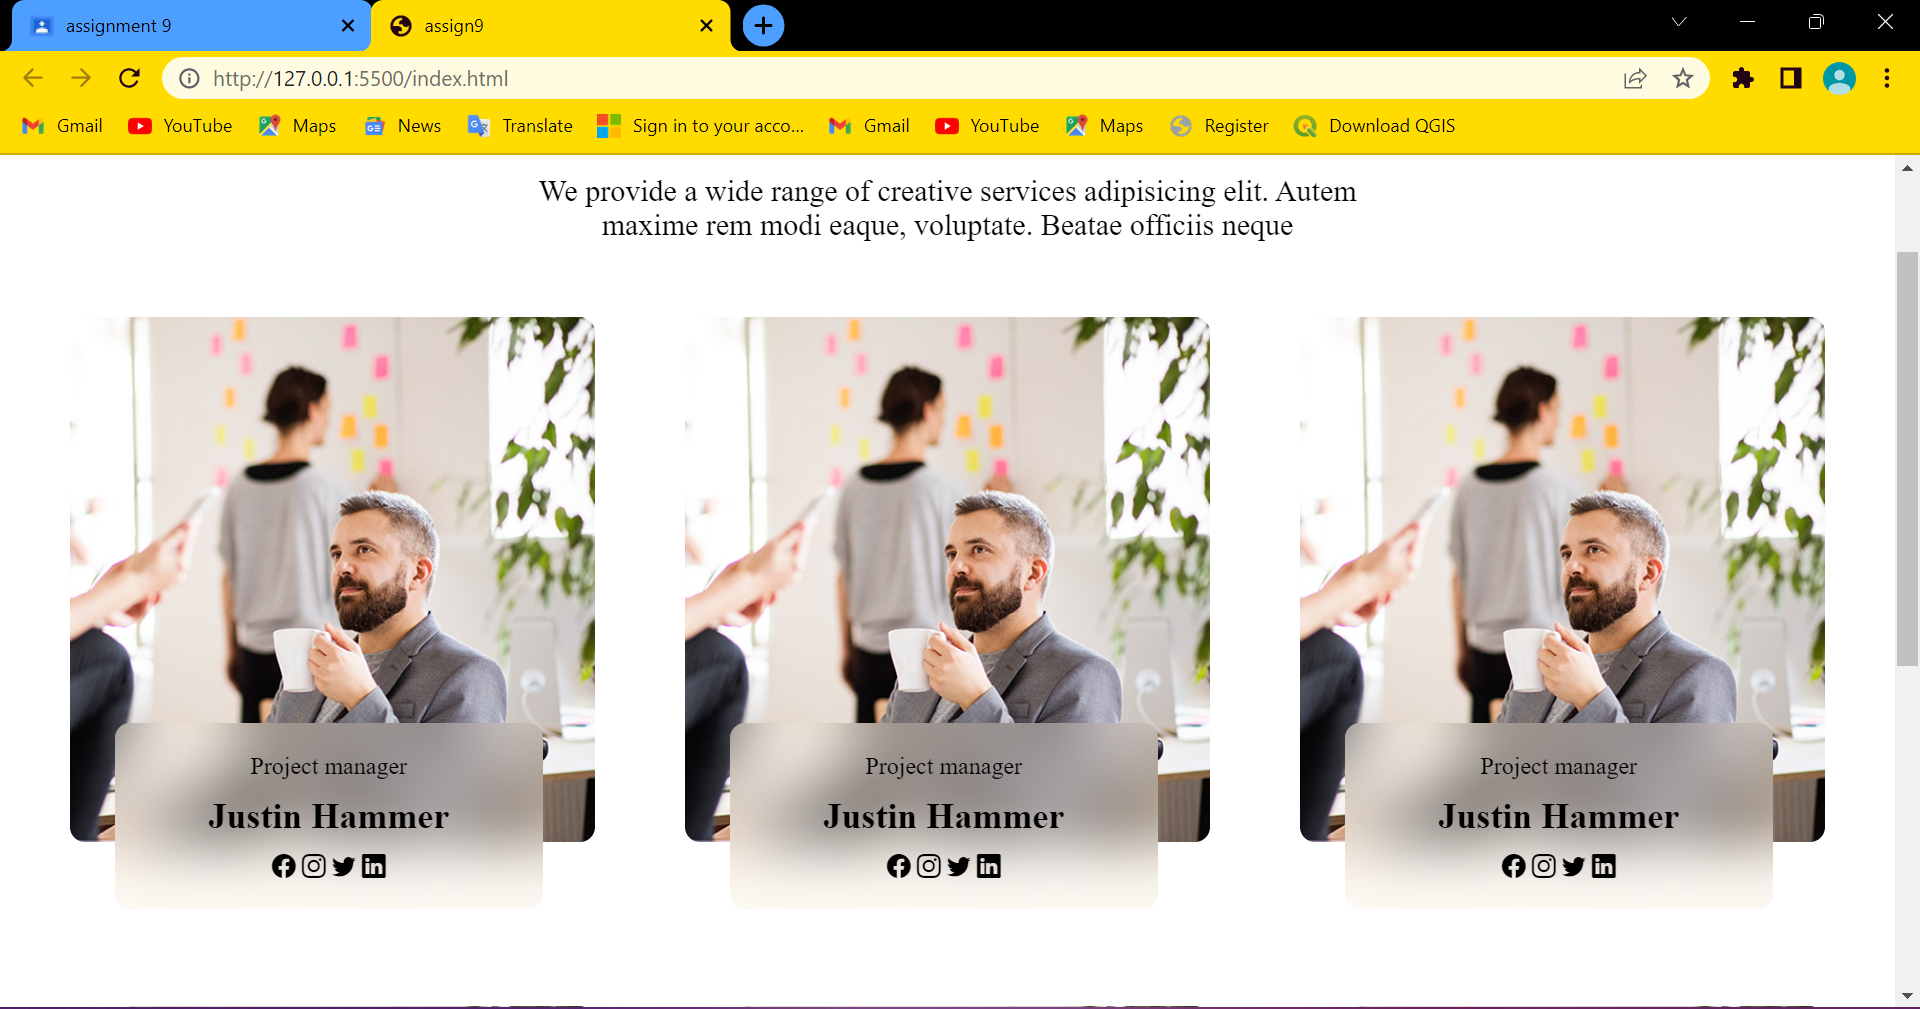 assignment 9
assign9
http://127.0.0.1:5500/index.html
Gmail
YouTube
Maps
News
Translate
Sign in to your acco...
Gmail
YouTube
Maps
Register
Download QGIS
We provide a wide range of creative services adipisicing elit. Autem
maxime rem modi eaque, voluptate. Beatae officiis neque
Project manager
Justin Hammer
Project manager
Justin Hammer
Project manager
Justin Hammer